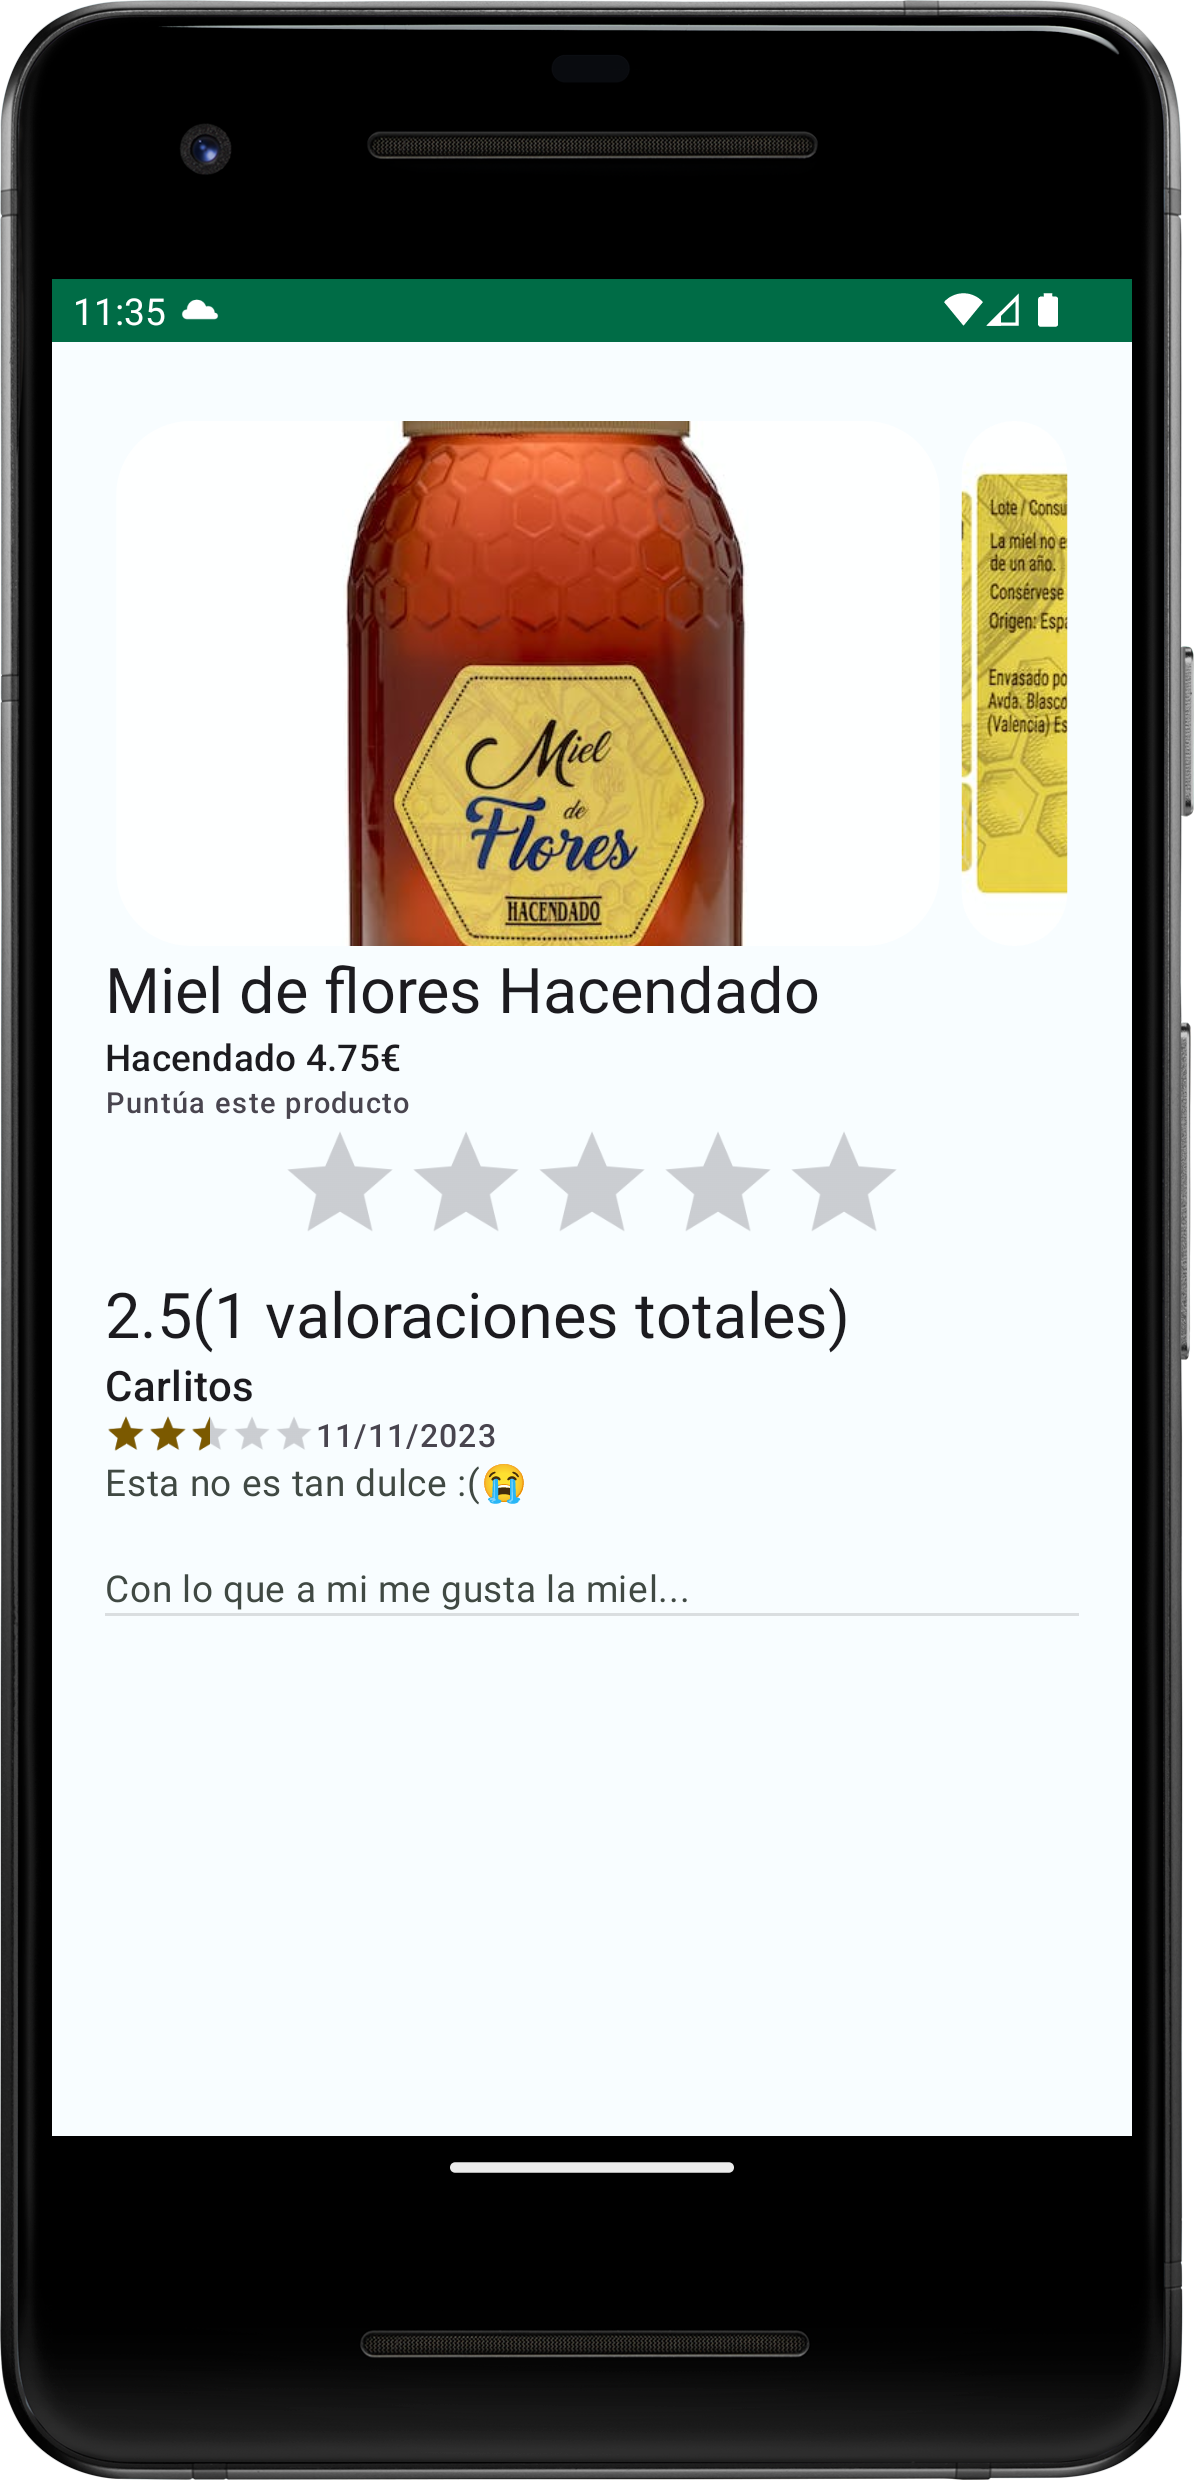 11:35
Miel
de
Flores
HACENDADO
Lote / Consu
La miel no e
de un año.
Consérvese
Origen: Espa
Envasado po
Avda. Blasco
(Valencia) Es
Miel de flores Hacendado
Hacendado 4.75€
Puntúa este producto
2.5(1 valoraciones totales)
Carlitos
11/11/2023
Esta no es tan dulce :(😭
Con lo que a mi me gusta la miel...